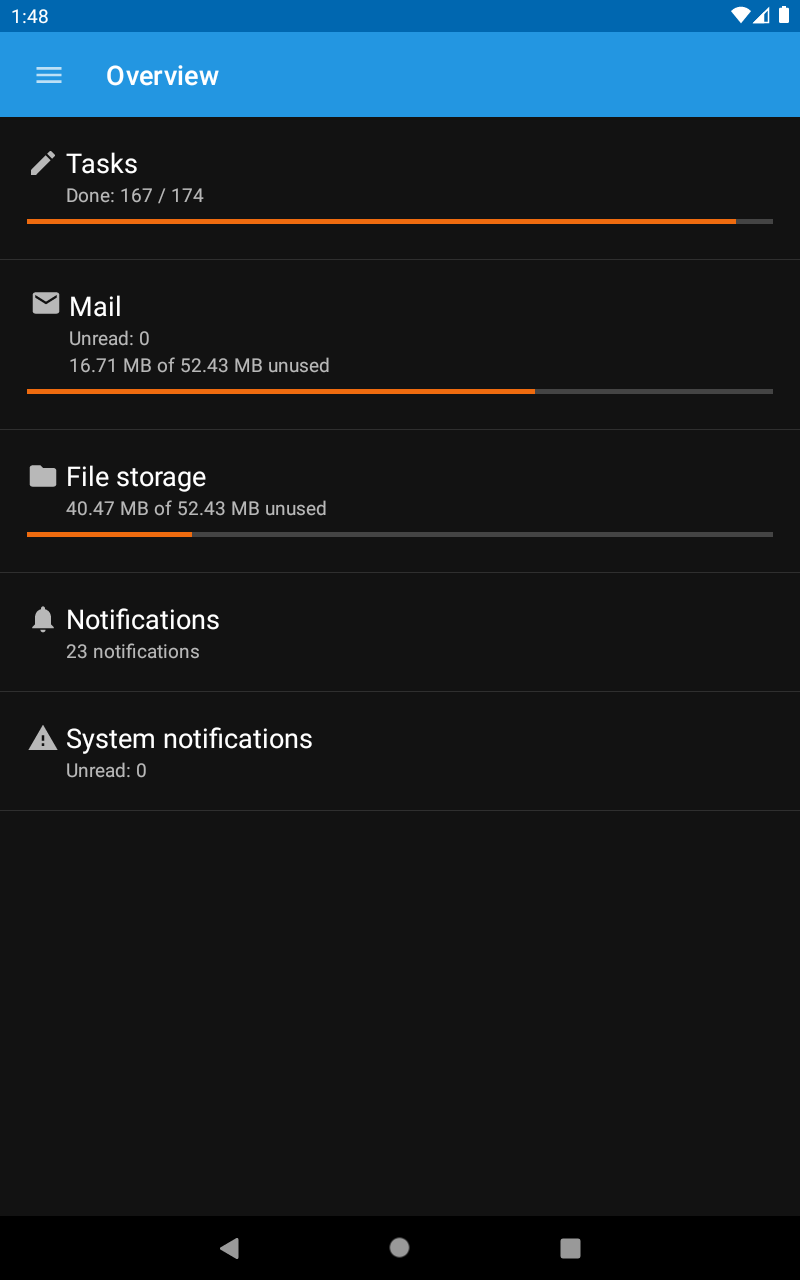 1:48
Overview
Tasks
Done: 167 / 174
Mail
Unread: 0
16.71 MB of 52.43 MB unused
File storage
40.47 MB of 52.43 MB unused
Notifications
23 notifications
System notifications
Unread: 0